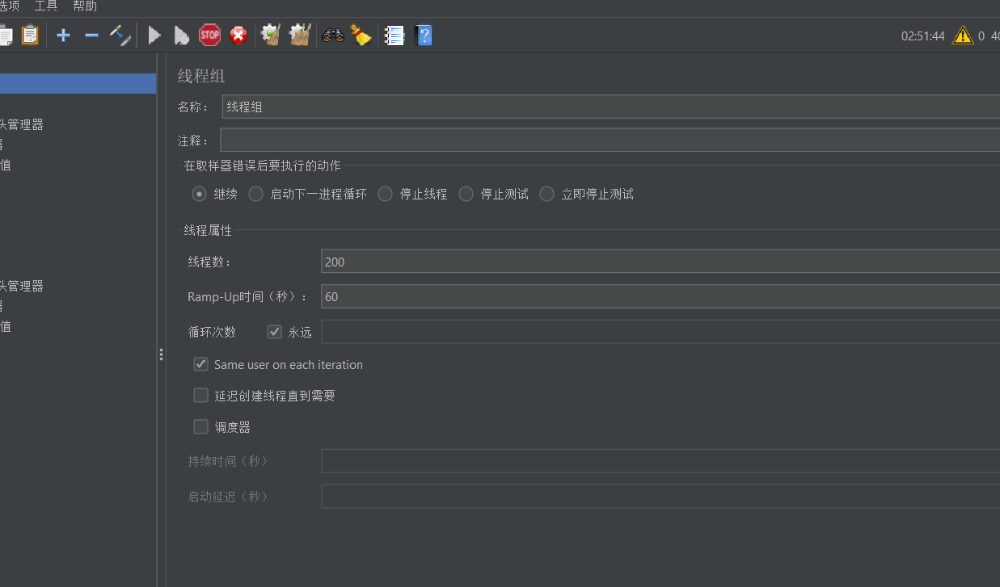 选项 工具 帮助
STOP
02:51:44 0 40
线程组
名称： 线程组
头管理器
注释：
器
值
在取样器错误后要执行的动作
继续 启动下一进程循环 停止线程 停止测试 立即停止测试
线程属性
线程数： 200
头管理器
Ramp-Up时间（秒）： 60
器
值
循环次数 永远
Same user on each iteration
延迟创建线程直到需要
调度器
持续时间（秒）
启动延迟（秒）